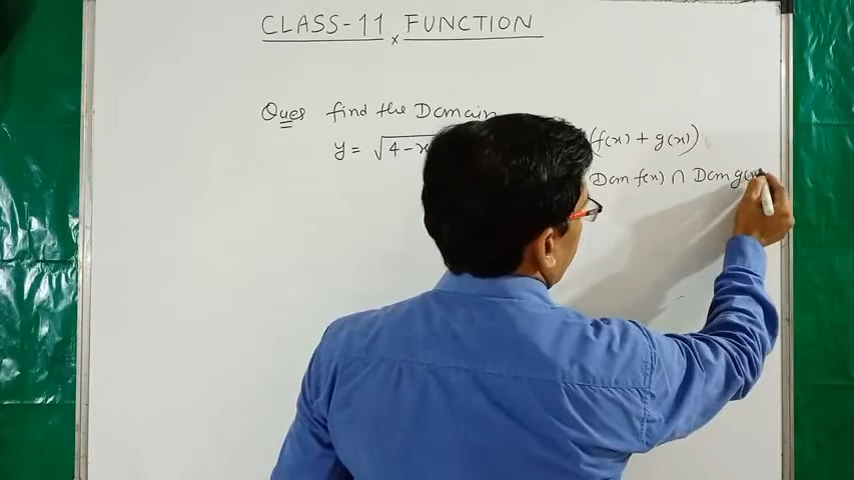 CLASS-11 x FUNCTION
Ques find the Domain
y = √4-x
(f(x) + g(x))
Dom f(x) ∩ Dom g(x